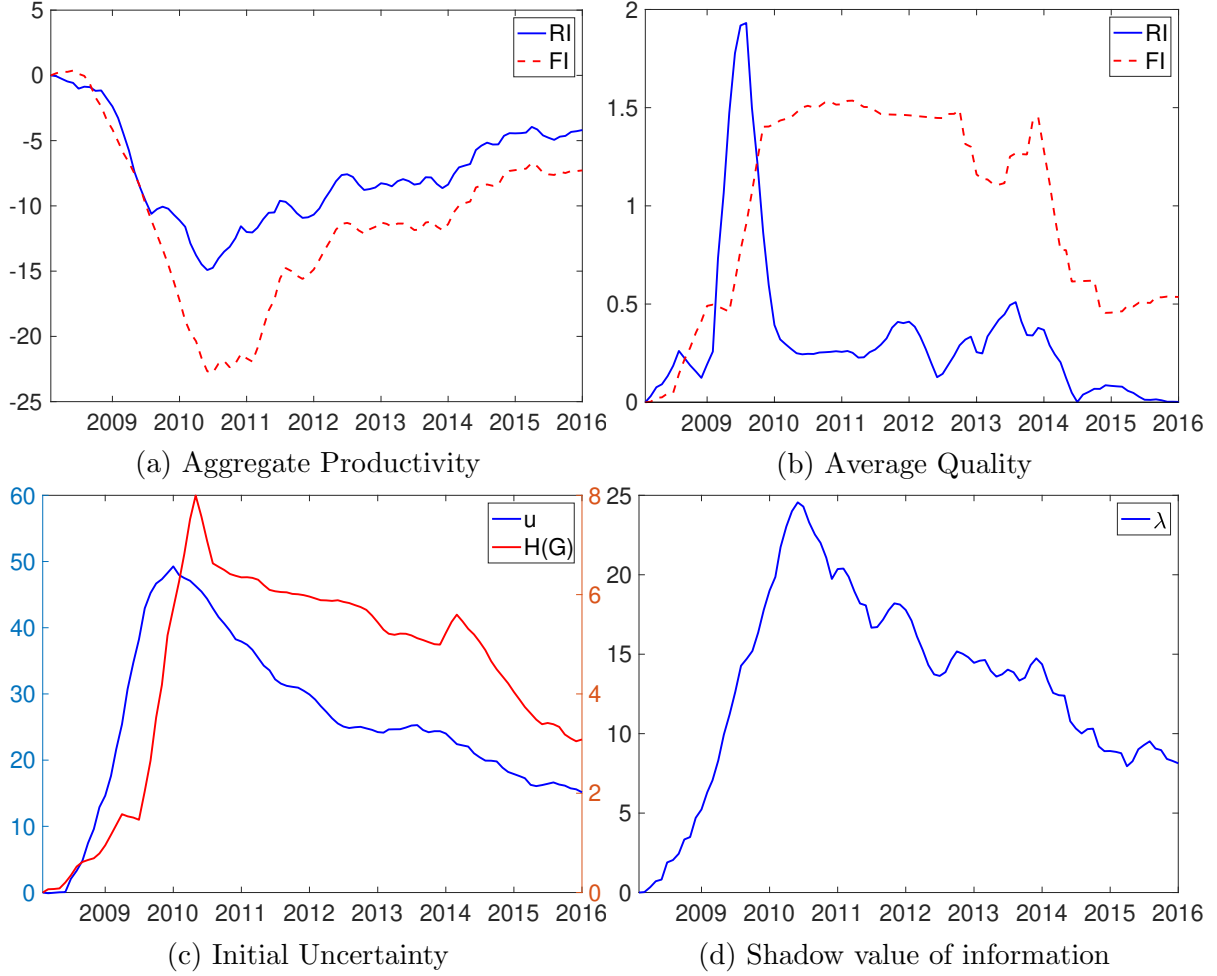 5
0
-5
-10
-15
-20
-25
2009 2010 2011 2012 2013 2014 2015 2016
RI
FI
(a) Aggregate Productivity
2
1.5
1
0.5
0
2009 2010 2011 2012 2013 2014 2015 2016
RI
FI
(b) Average Quality
60
50
40
30
20
10
0
8
6
4
2
0
2009 2010 2011 2012 2013 2014 2015 2016
u
H(G)
(c) Initial Uncertainty
25
20
15
10
5
0
2009 2010 2011 2012 2013 2014 2015 2016
λ
(d) Shadow value of information